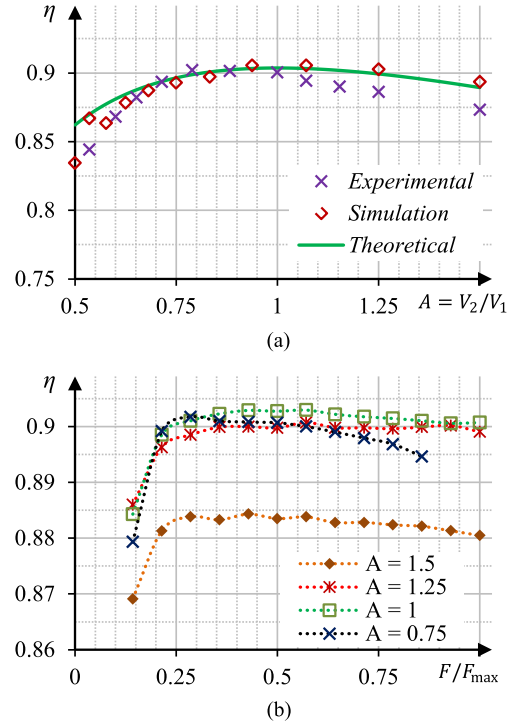 η
0.9
0.85
0.8
0.75
Experimental
Simulation
Theoretical
0.5 0.75 1 1.25 A = V₂/V₁
(a)
η
0.9
0.89
0.88
0.87
0.86
A = 1.5
A = 1.25
A = 1
A = 0.75
0 0.25 0.5 0.75 F/Fmax
(b)